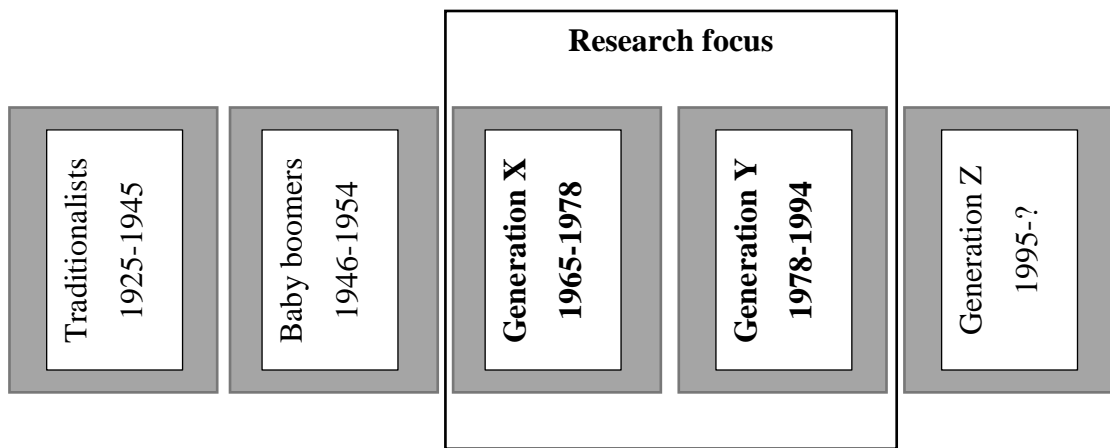 Research focus
Traditionalists
1925-1945
Baby boomers
1946-1954
Generation X
1965-1978
Generation Y
1978-1994
Generation Z
1995-?